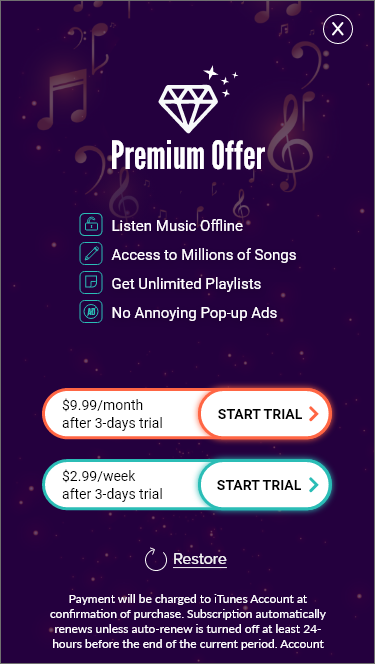 Premium Offer
Listen Music Offline
Access to Millions of Songs
Get Unlimited Playlists
AD No Annoying Pop-up Ads
$9.99/month
after 3-days trial
START TRIAL
$2.99/week
after 3-days trial
START TRIAL
Restore
Payment will be charged to iTunes Account at
confirmation of purchase. Subscription automatically
renews unless auto-renew is turned off at least 24-
hours before the end of the current period. Account